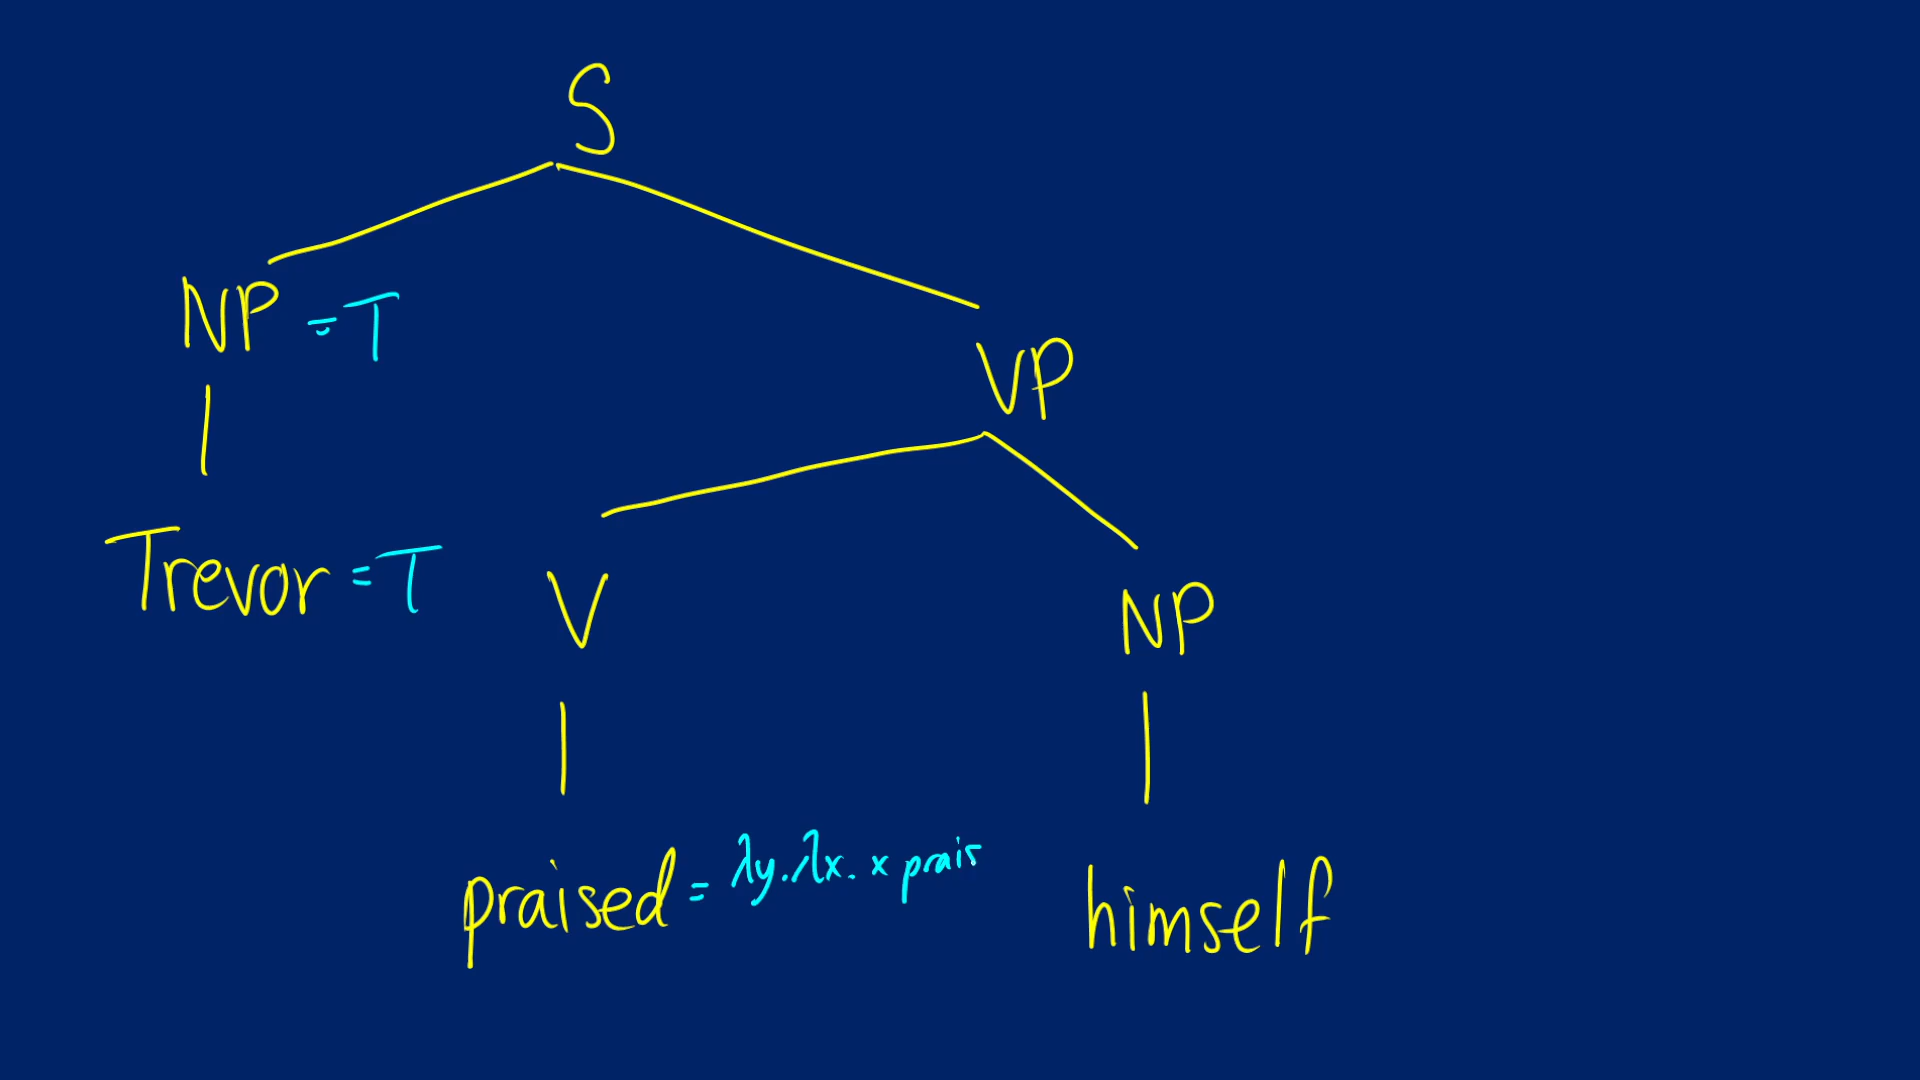 S
NP = T
VP
Trevor = T
V
NP
praised = λy.λx. x prais
himself